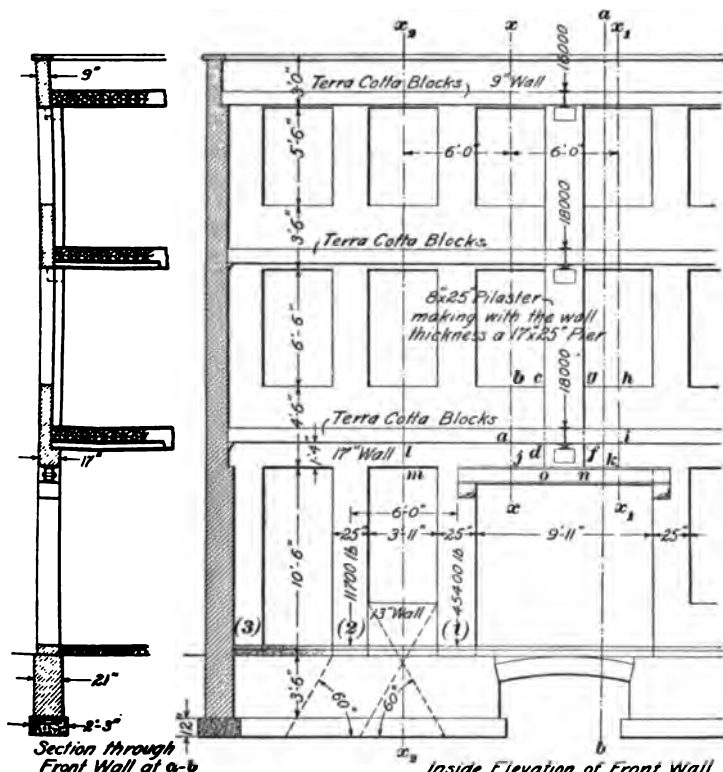 9"
17"
21"
2'-3"
Section through
Front Wall at a-b
x₂
x
a
x₁
3'0"
Terra Cotta Blocks
9" Wall
18000
5'-6"
6'-0"
6'-0"
18000
3'-6"
Terra Cotta Blocks
6'-6"
8"x25" Pilaster
making with the wall
thickness a 17"x25" Pier
b c g h
18000
4'-6"
Terra Cotta Blocks
a i
1'-4"
17" Wall
l j d f k
m o n
x x₁
6'-0"
25" 3'-11" 25" 9'-11" 25"
10'-6"
11700 lb
45400 lb
13" Wall
(3) (2) (1)
3'-6"
60° 60°
12"
x₂ b
Inside Elevation of Front Wall